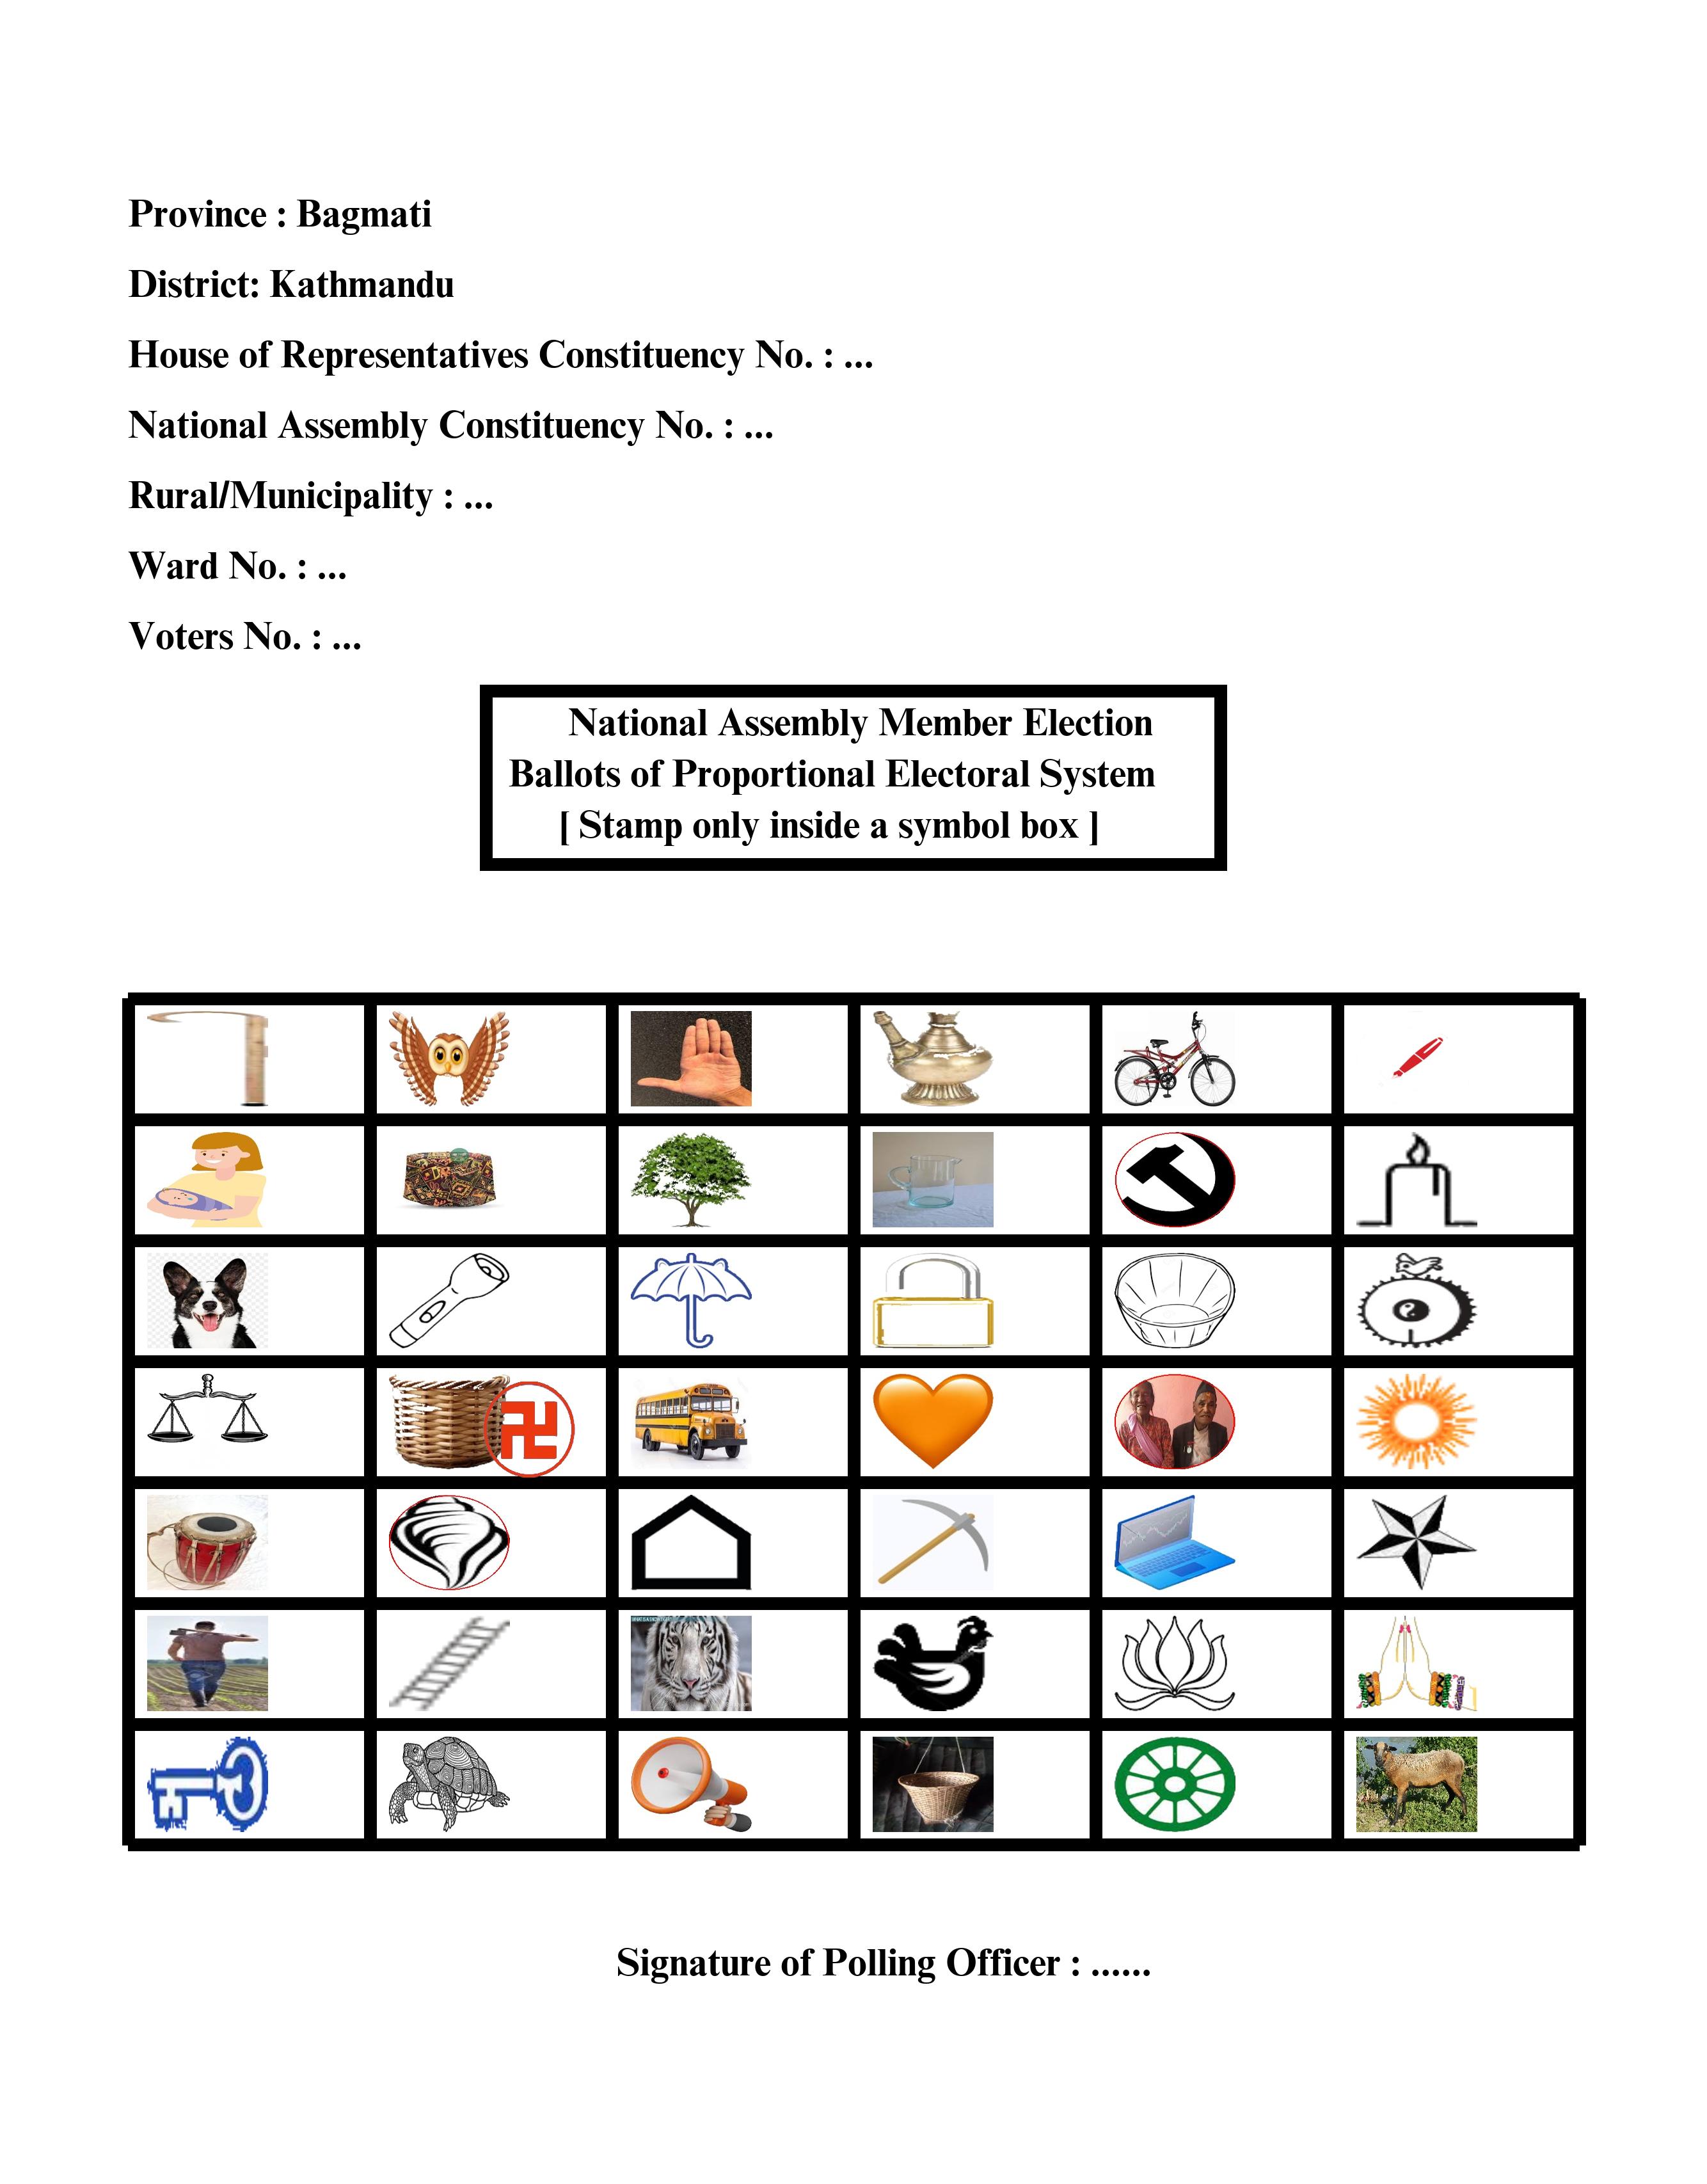 Province : Bagmati
District: Kathmandu
House of Representatives Constituency No. : ...
National Assembly Constituency No. : ...
Rural/Municipality : ...
Ward No. : ...
Voters No. : ...
National Assembly Member Election
Ballots of Proportional Electoral System
[ Stamp only inside a symbol box ]
Signature of Polling Officer : ......